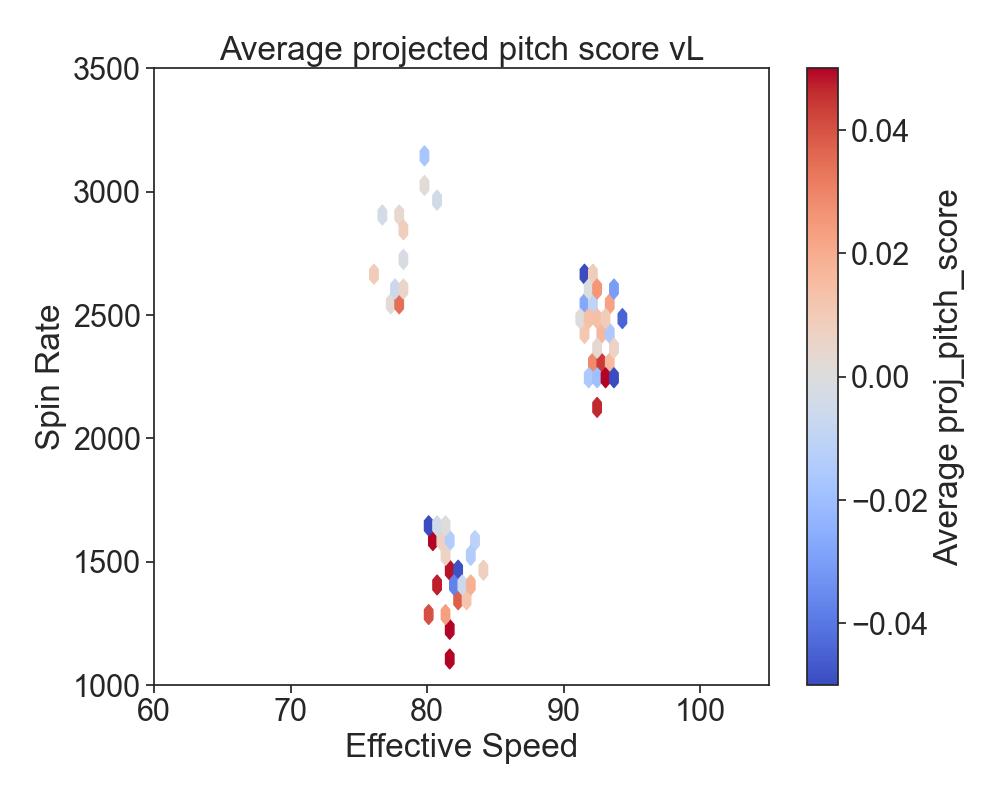 Average projected pitch score vL
3500
3000
2500
2000
1500
1000
Spin Rate
60 70 80 90 100
Effective Speed
0.04
0.02
0.00
−0.02
−0.04
Average proj_pitch_score